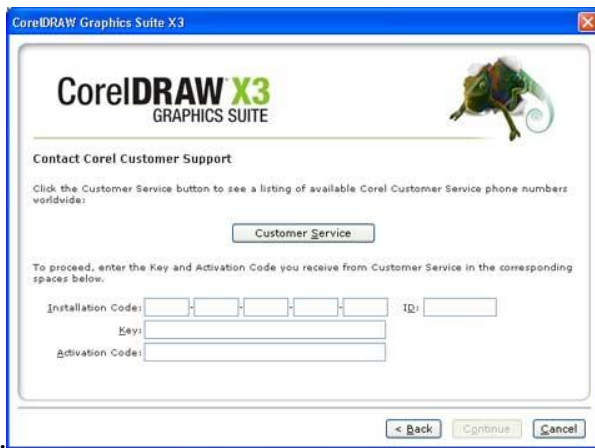 CorelDRAW Graphics Suite X3
CorelDRAW X3
GRAPHICS SUITE
Contact Corel Customer Support
Click the Customer Service button to see a listing of available Corel Customer Service phone numbers
worldwide:
Customer Service
To proceed, enter the Key and Activation Code you receive from Customer Service in the corresponding
spaces below.
Installation Code: - - - - ID:
Key:
Activation Code:
< Back Continue Cancel